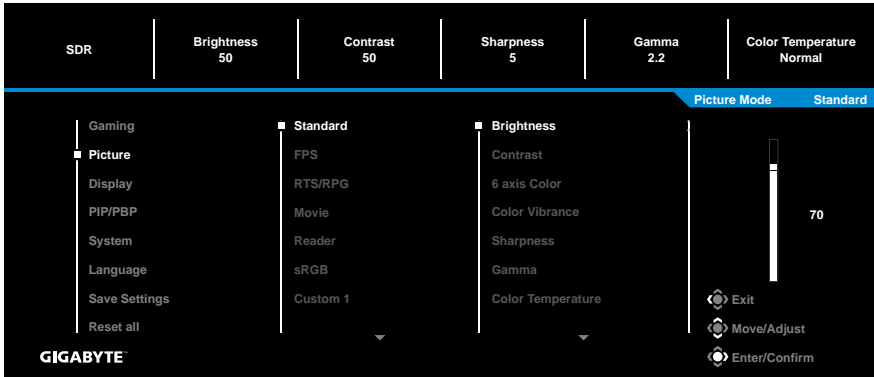 SDR
Brightness
50
Contrast
50
Sharpness
5
Gamma
2.2
Color Temperature
Normal
Picture Mode Standard
Gaming
Picture
Display
PIP/PBP
System
Language
Save Settings
Reset all
Standard
FPS
RTS/RPG
Movie
Reader
sRGB
Custom 1
Brightness
Contrast
6 axis Color
Color Vibrance
Sharpness
Gamma
Color Temperature
70
Exit
Move/Adjust
Enter/Confirm
GIGABYTE